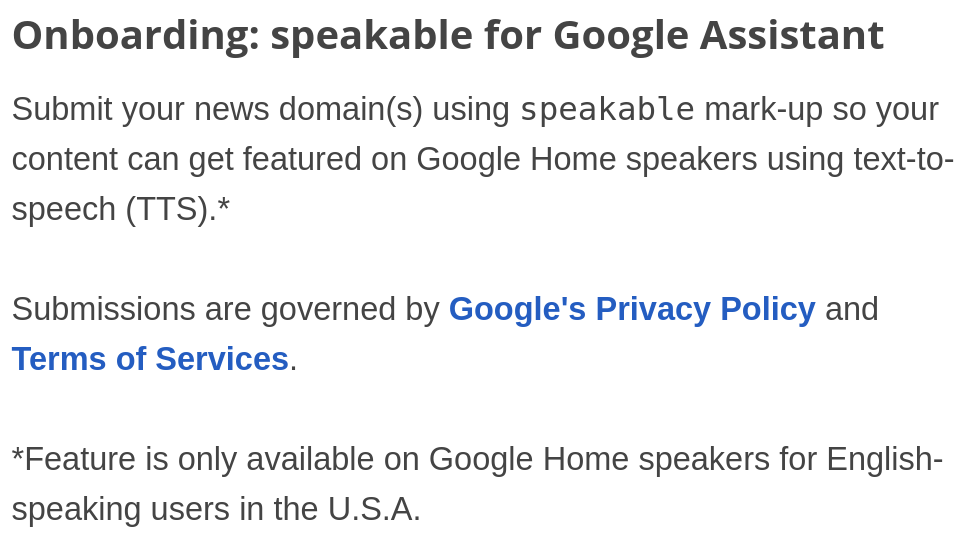 Onboarding: speakable for Google Assistant
Submit your news domain(s) using speakable mark-up so your
content can get featured on Google Home speakers using text-to-
speech (TTS).*
Submissions are governed by Google's Privacy Policy and
Terms of Services.
*Feature is only available on Google Home speakers for English-
speaking users in the U.S.A.